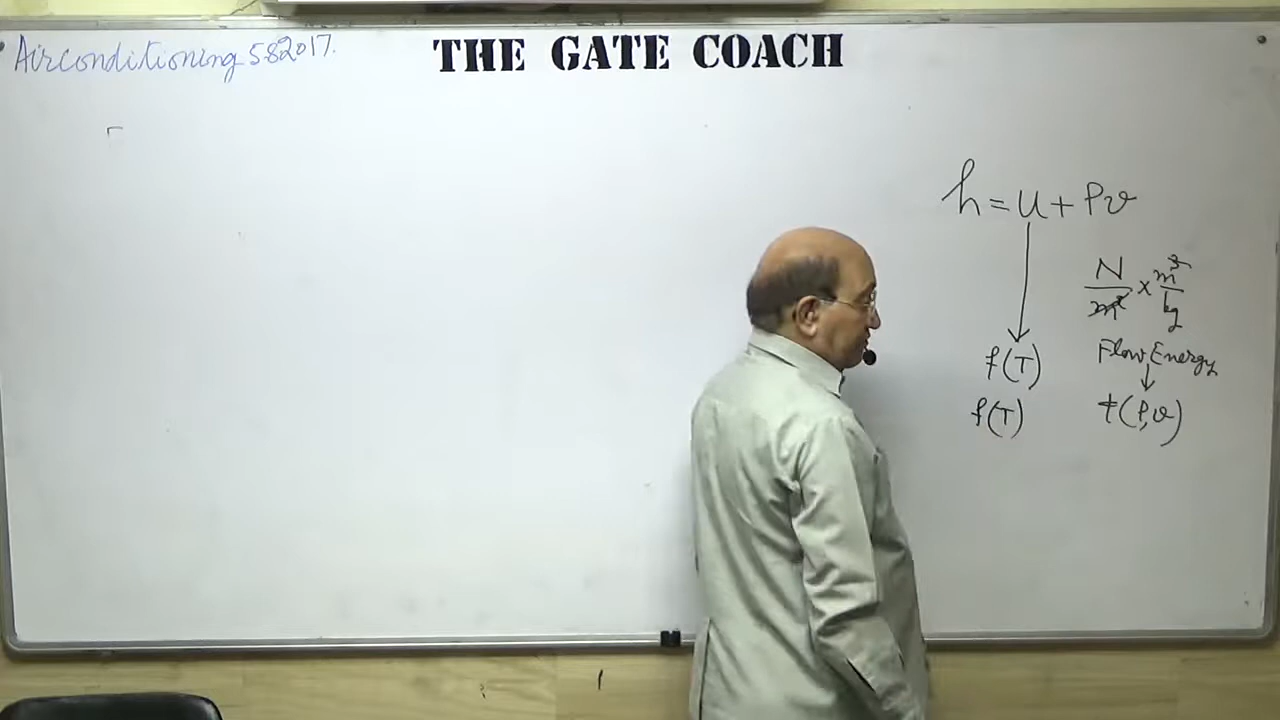 Airconditioning 582017.
THE GATE COACH
h = u + Pv
N/m² × m³/kg
Flow Energy
f(T)
f(T) f(P,v)